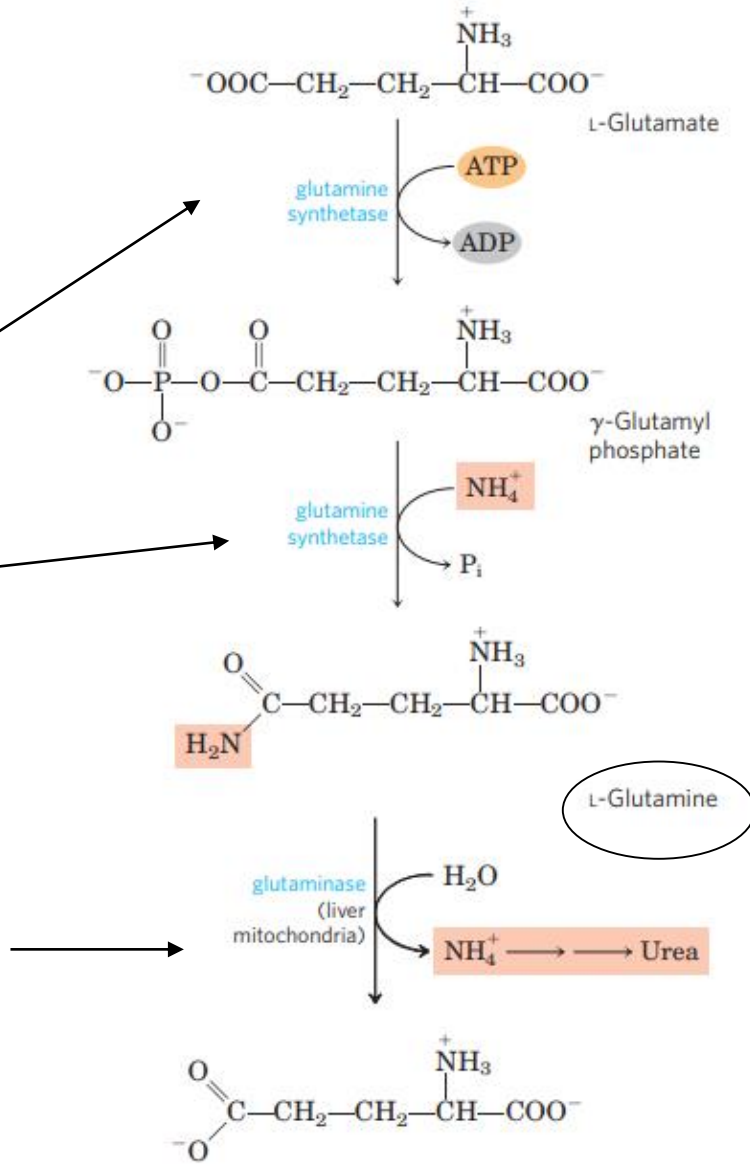 ⁺NH₃
⁻OOC—CH₂—CH₂—CH—COO⁻
L-Glutamate
ATP
glutamine
synthetase
ADP
O O ⁺NH₃
⁻O—P—O—C—CH₂—CH₂—CH—COO⁻
O⁻
γ-Glutamyl
phosphate
NH₄⁺
glutamine
synthetase
Pᵢ
⁺NH₃
O
C—CH₂—CH₂—CH—COO⁻
H₂N
L-Glutamine
H₂O
glutaminase
(liver
mitochondria)
NH₄⁺ ⟶ ⟶ Urea
⁺NH₃
O
C—CH₂—CH₂—CH—COO⁻
⁻O